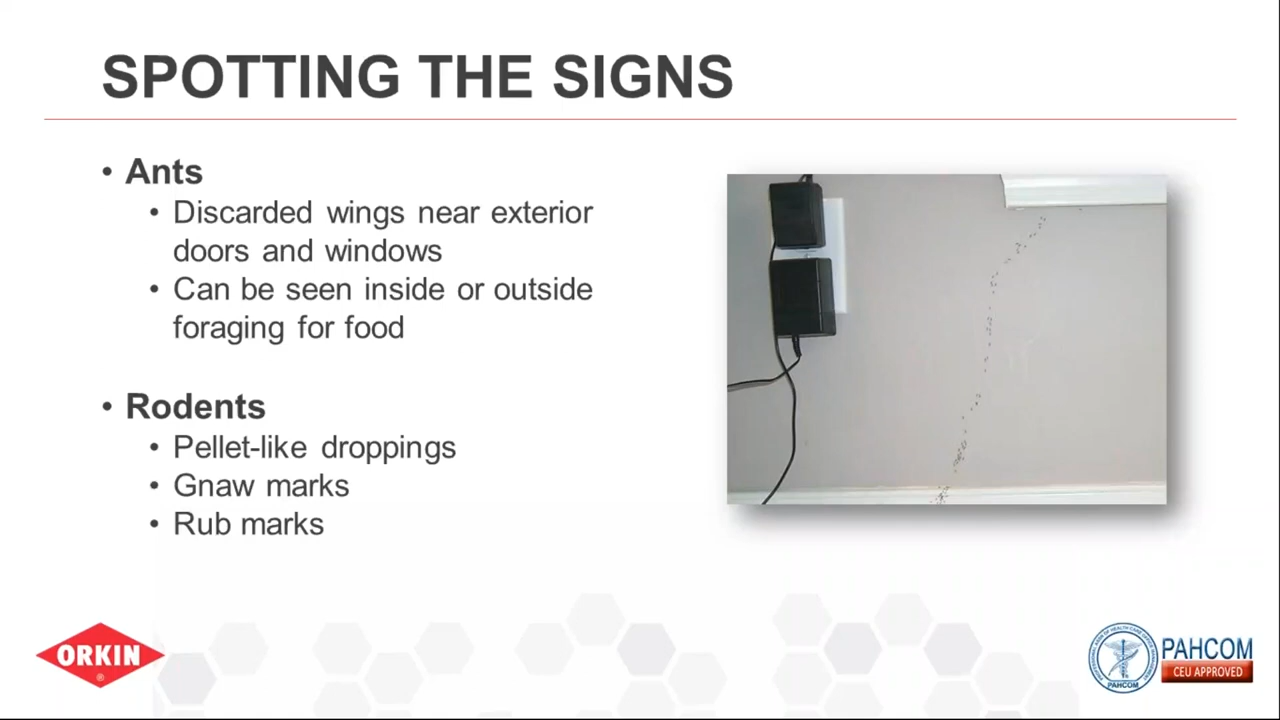 SPOTTING THE SIGNS
• Ants
• Discarded wings near exterior
doors and windows
• Can be seen inside or outside
foraging for food
• Rodents
• Pellet-like droppings
• Gnaw marks
• Rub marks
ORKIN
®
PAHCOM
CEU APPROVED
PAHCOM